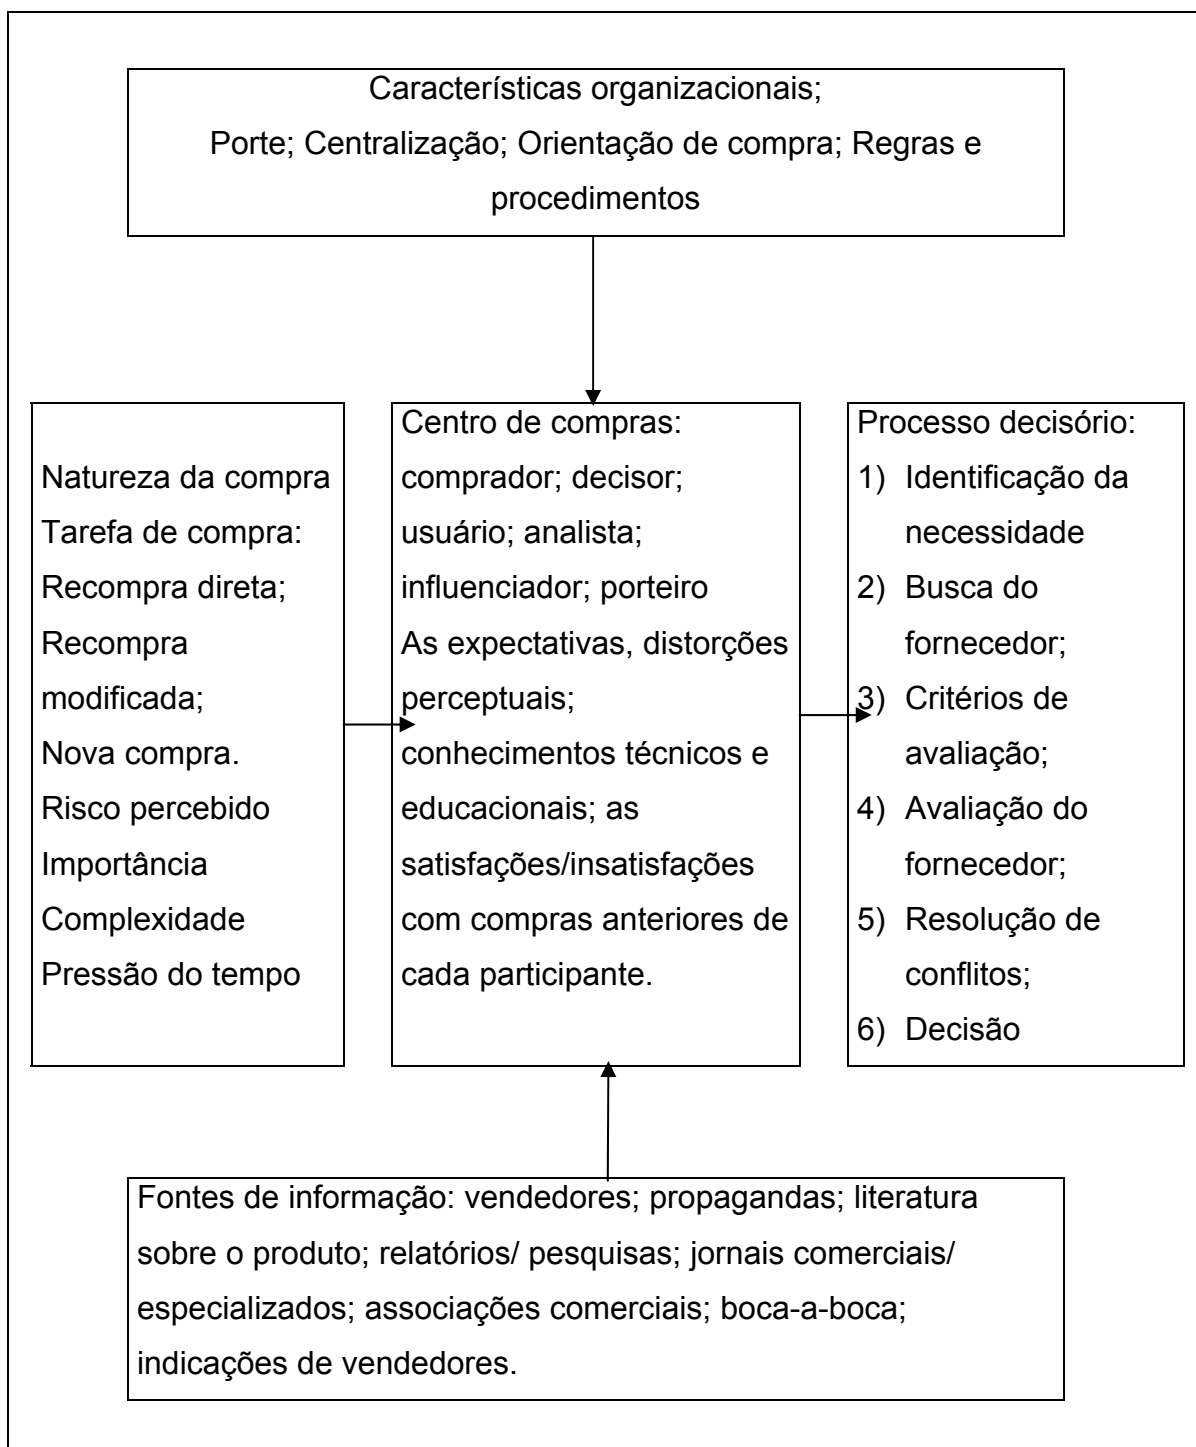 Características organizacionais;
Porte; Centralização; Orientação de compra; Regras e
procedimentos
Natureza da compra
Tarefa de compra:
Recompra direta;
Recompra
modificada;
Nova compra.
Risco percebido
Importância
Complexidade
Pressão do tempo
Centro de compras:
comprador; decisor;
usuário; analista;
influenciador; porteiro
As expectativas, distorções
perceptuais;
conhecimentos técnicos e
educacionais; as
satisfações/insatisfações
com compras anteriores de
cada participante.
Processo decisório:
1) Identificação da
necessidade
2) Busca do
fornecedor;
3) Critérios de
avaliação;
4) Avaliação do
fornecedor;
5) Resolução de
conflitos;
6) Decisão
Fontes de informação: vendedores; propagandas; literatura
sobre o produto; relatórios/ pesquisas; jornais comerciais/
especializados; associações comerciais; boca-a-boca;
indicações de vendedores.